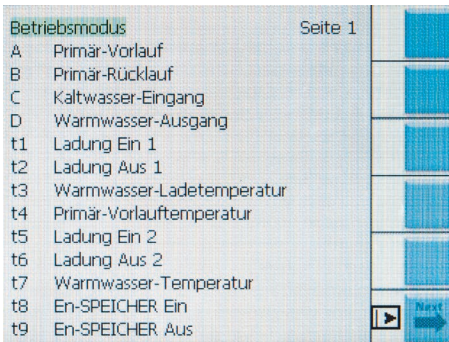 Betriebsmodus Seite 1
A Primär-Vorlauf
B Primär-Rücklauf
C Kaltwasser-Eingang
D Warmwasser-Ausgang
t1 Ladung Ein 1
t2 Ladung Aus 1
t3 Warmwasser-Ladetemperatur
t4 Primär-Vorlauftemperatur
t5 Ladung Ein 2
t6 Ladung Aus 2
t7 Warmwasser-Temperatur
t8 En-SPEICHER Ein
t9 En-SPEICHER Aus
Next